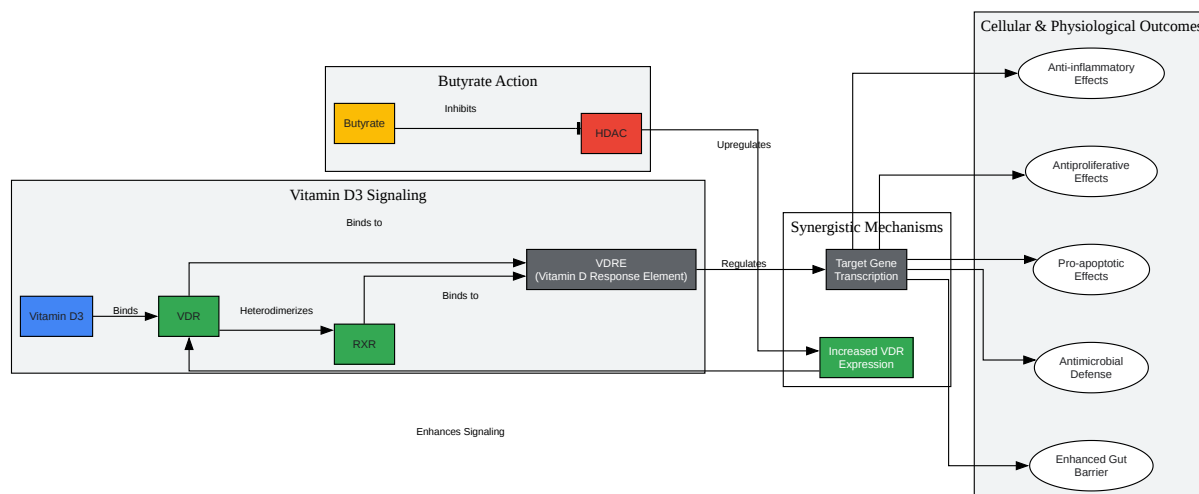 Cellular & Physiological Outcomes
Anti-inflammatory
Effects
Butyrate Action
Inhibits
Butyrate
HDAC
Upregulates
Antiproliferative
Effects
Vitamin D3 Signaling
Binds to
Synergistic Mechanisms
VDRE
(Vitamin D Response Element)
Regulates
Target Gene
Transcription
Pro-apoptotic
Effects
Binds to
Vitamin D3
Binds
VDR
Heterodimerizes
RXR
Increased VDR
Expression
Antimicrobial
Defense
Enhances Signaling
Enhanced Gut
Barrier